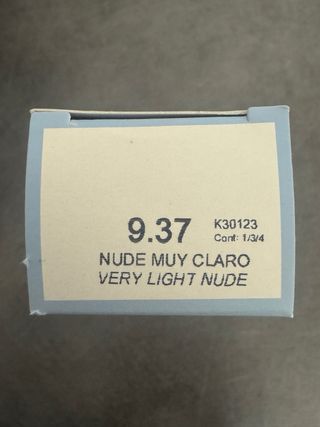 9.37 K30123
Cont: 1/3/4
NUDE MUY CLARO
VERY LIGHT NUDE